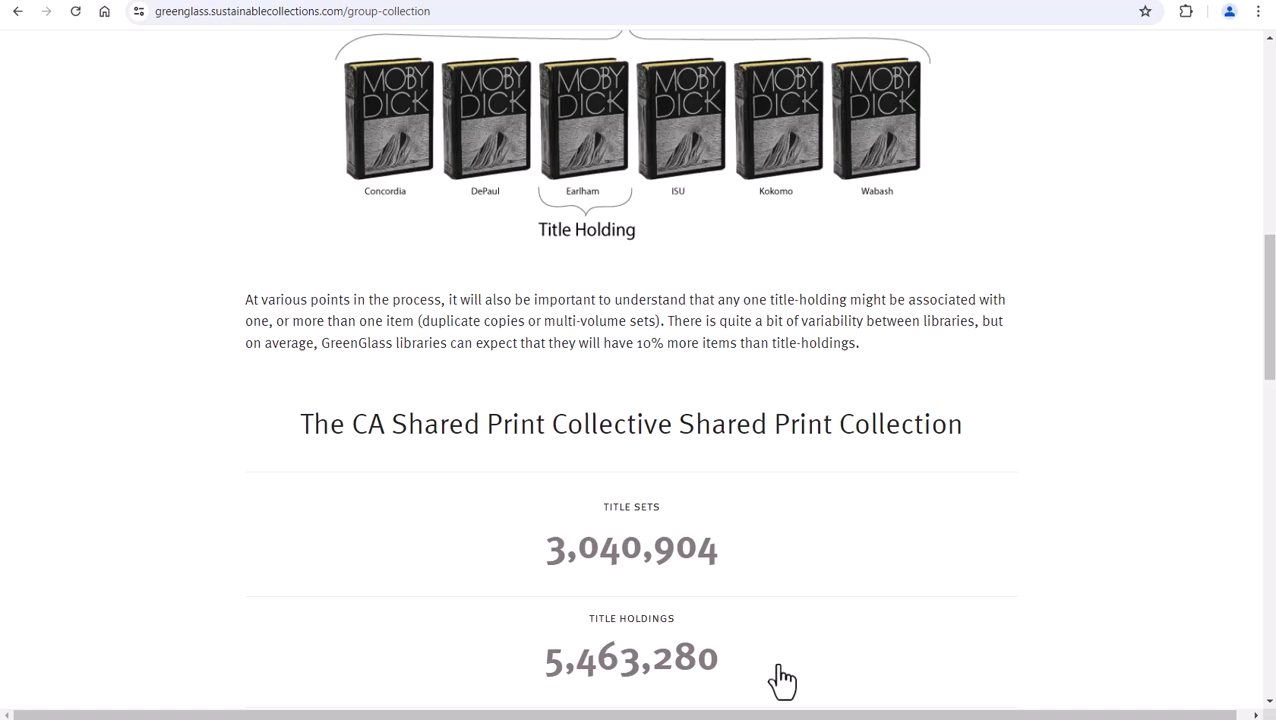 greenglass.sustainablecollections.com/group-collection
MOBY DICK MOBY DICK MOBY DICK MOBY DICK MOBY DICK MOBY DICK
Concordia DePaul Earlham ISU Kokomo Wabash
Title Holding
At various points in the process, it will also be important to understand that any one title-holding might be associated with
one, or more than one item (duplicate copies or multi-volume sets). There is quite a bit of variability between libraries, but
on average, GreenGlass libraries can expect that they will have 10% more items than title-holdings.
The CA Shared Print Collective Shared Print Collection
TITLE SETS
3,040,904
TITLE HOLDINGS
5,463,280